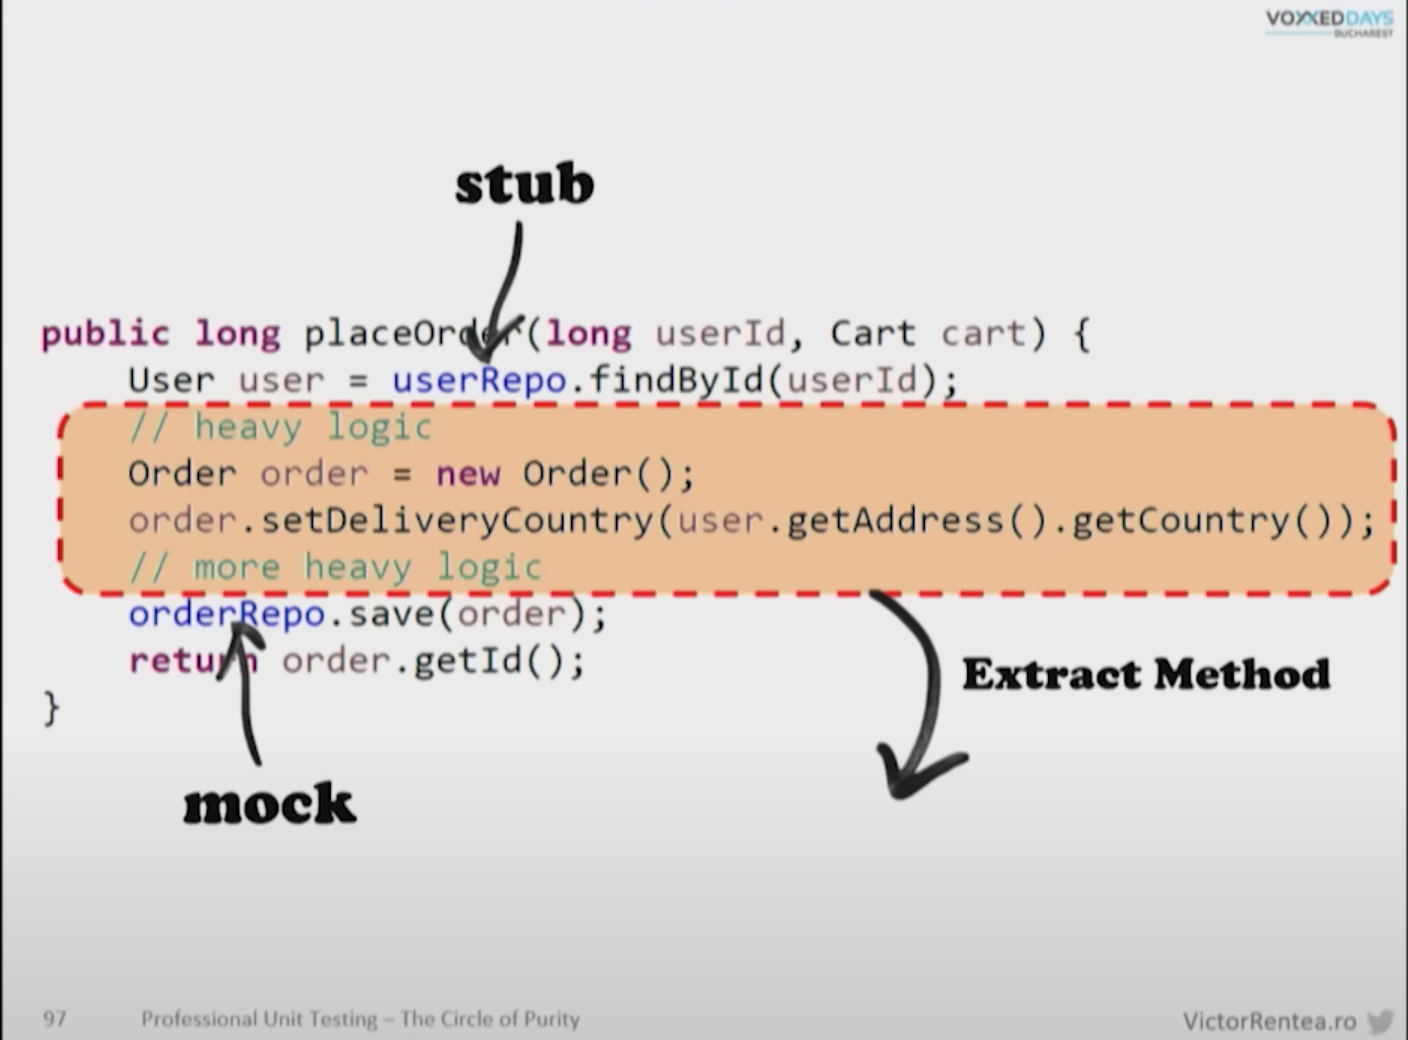 VOXXEDDAYS
BUCHAREST
stub
public long placeOrder(long userId, Cart cart) {
User user = userRepo.findById(userId);
// heavy logic
Order order = new Order();
order.setDeliveryCountry(user.getAddress().getCountry());
// more heavy logic
orderRepo.save(order);
return order.getId();
Extract Method
}
mock
97 Professional Unit Testing – The Circle of Purity
VictorRentea.ro